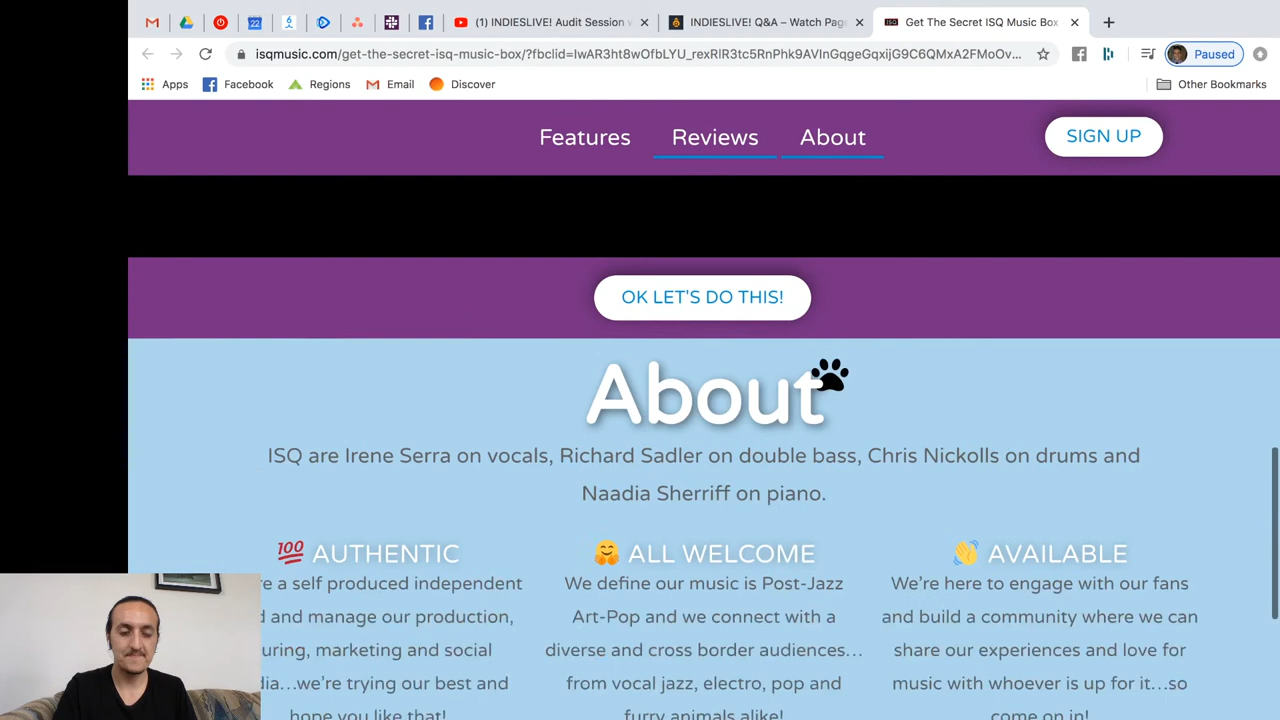 22
6
(1) INDIESLIVE! Audit Session
INDIESLIVE! Q&A – Watch Page
ISQ
Get The Secret ISQ Music Box
isqmusic.com/get-the-secret-isq-music-box/?fbclid=IwAR3ht8wOfbLYU_rexRlR3tc5RnPhk9AVInGqgeGqxijG9C6QMxA2FMoOv...
Paused
Apps
Facebook
Regions
Email
Discover
Other Bookmarks
Features
Reviews
About
SIGN UP
OK LET'S DO THIS!
About
ISQ are Irene Serra on vocals, Richard Sadler on double bass, Chris Nickolls on drums and
Naadia Sherriff on piano.
100 AUTHENTIC
e a self produced independent
and manage our production,
uring, marketing and social
dia…we're trying our best and
hope you like that!
ALL WELCOME
We define our music is Post-Jazz
Art-Pop and we connect with a
diverse and cross border audiences…
from vocal jazz, electro, pop and
furry animals alike!
AVAILABLE
We're here to engage with our fans
and build a community where we can
share our experiences and love for
music with whoever is up for it…so
come on in!